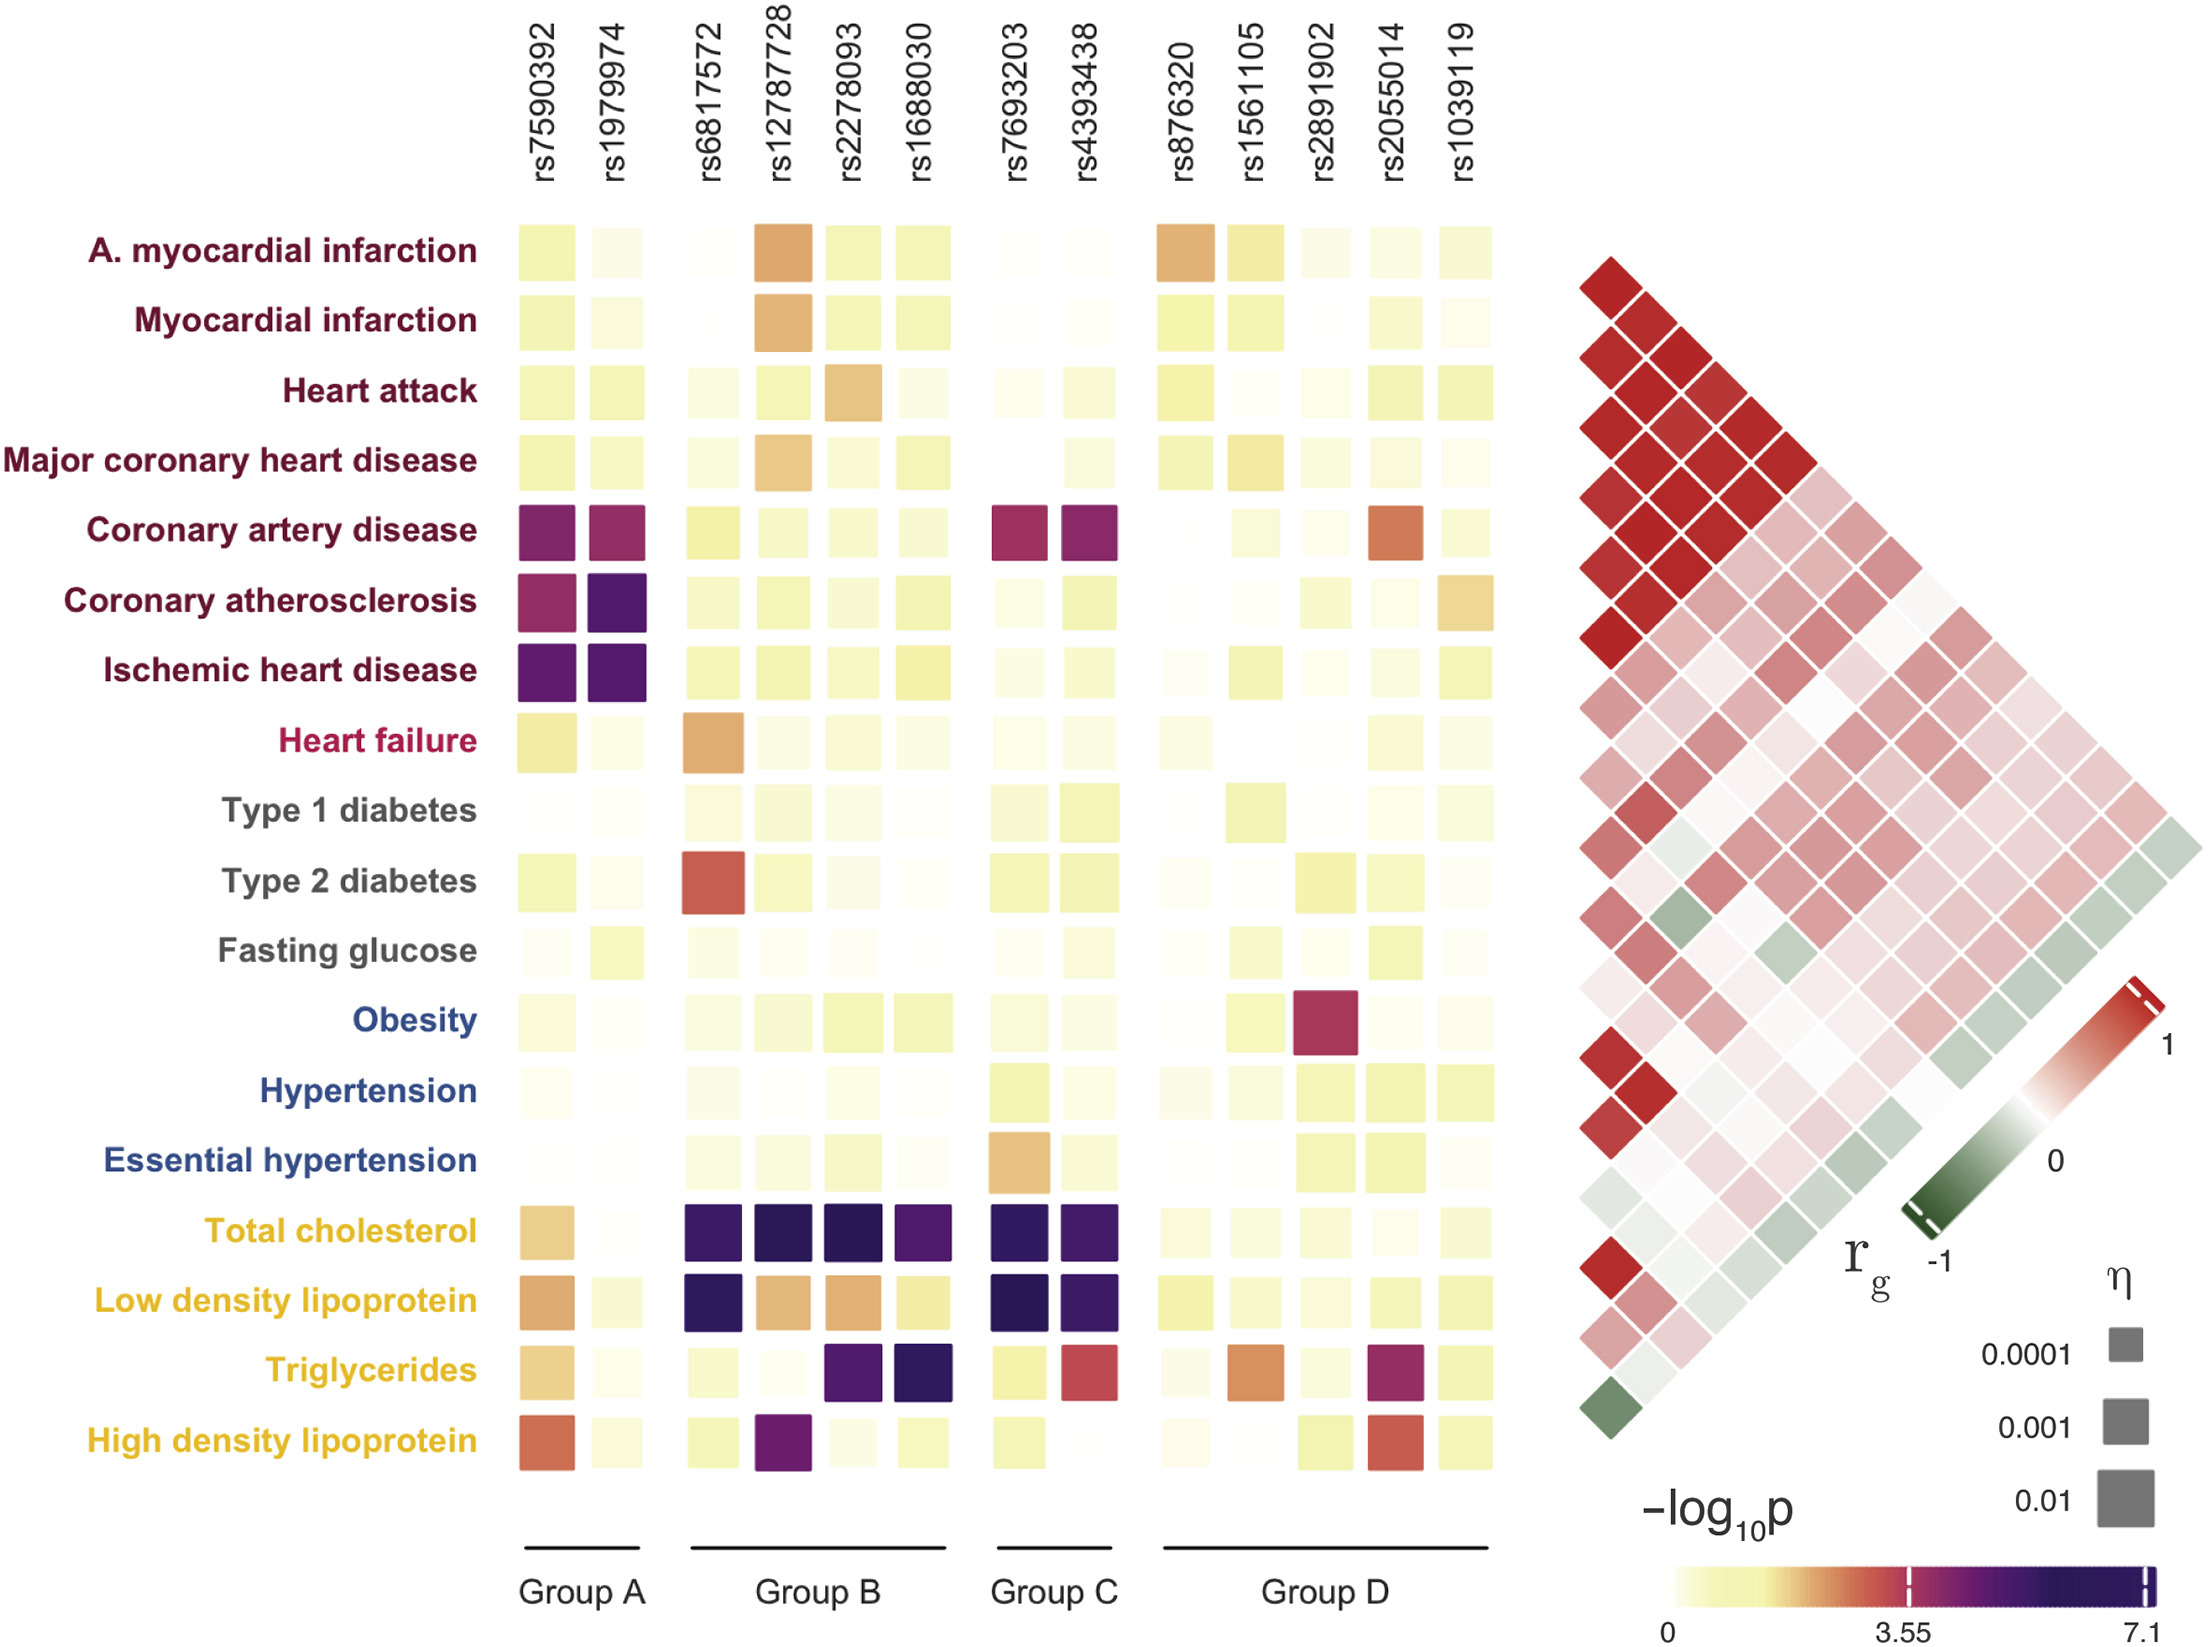 rs7590392
rs1979974
rs6817572
rs12787728
rs2278093
rs1688030
rs7693203
rs4393438
rs876320
rs1561105
rs2891902
rs2055014
rs1039119
A. myocardial infarction
Myocardial infarction
Heart attack
Major coronary heart disease
Coronary artery disease
Coronary atherosclerosis
Ischemic heart disease
Heart failure
Type 1 diabetes
Type 2 diabetes
Fasting glucose
Obesity
Hypertension
Essential hypertension
Total cholesterol
Low density lipoprotein
Triglycerides
High density lipoprotein
Group A
Group B
Group C
Group D
1
0
-1
rg
η
0.0001
0.001
0.01
−log10p
0 3.55 7.1